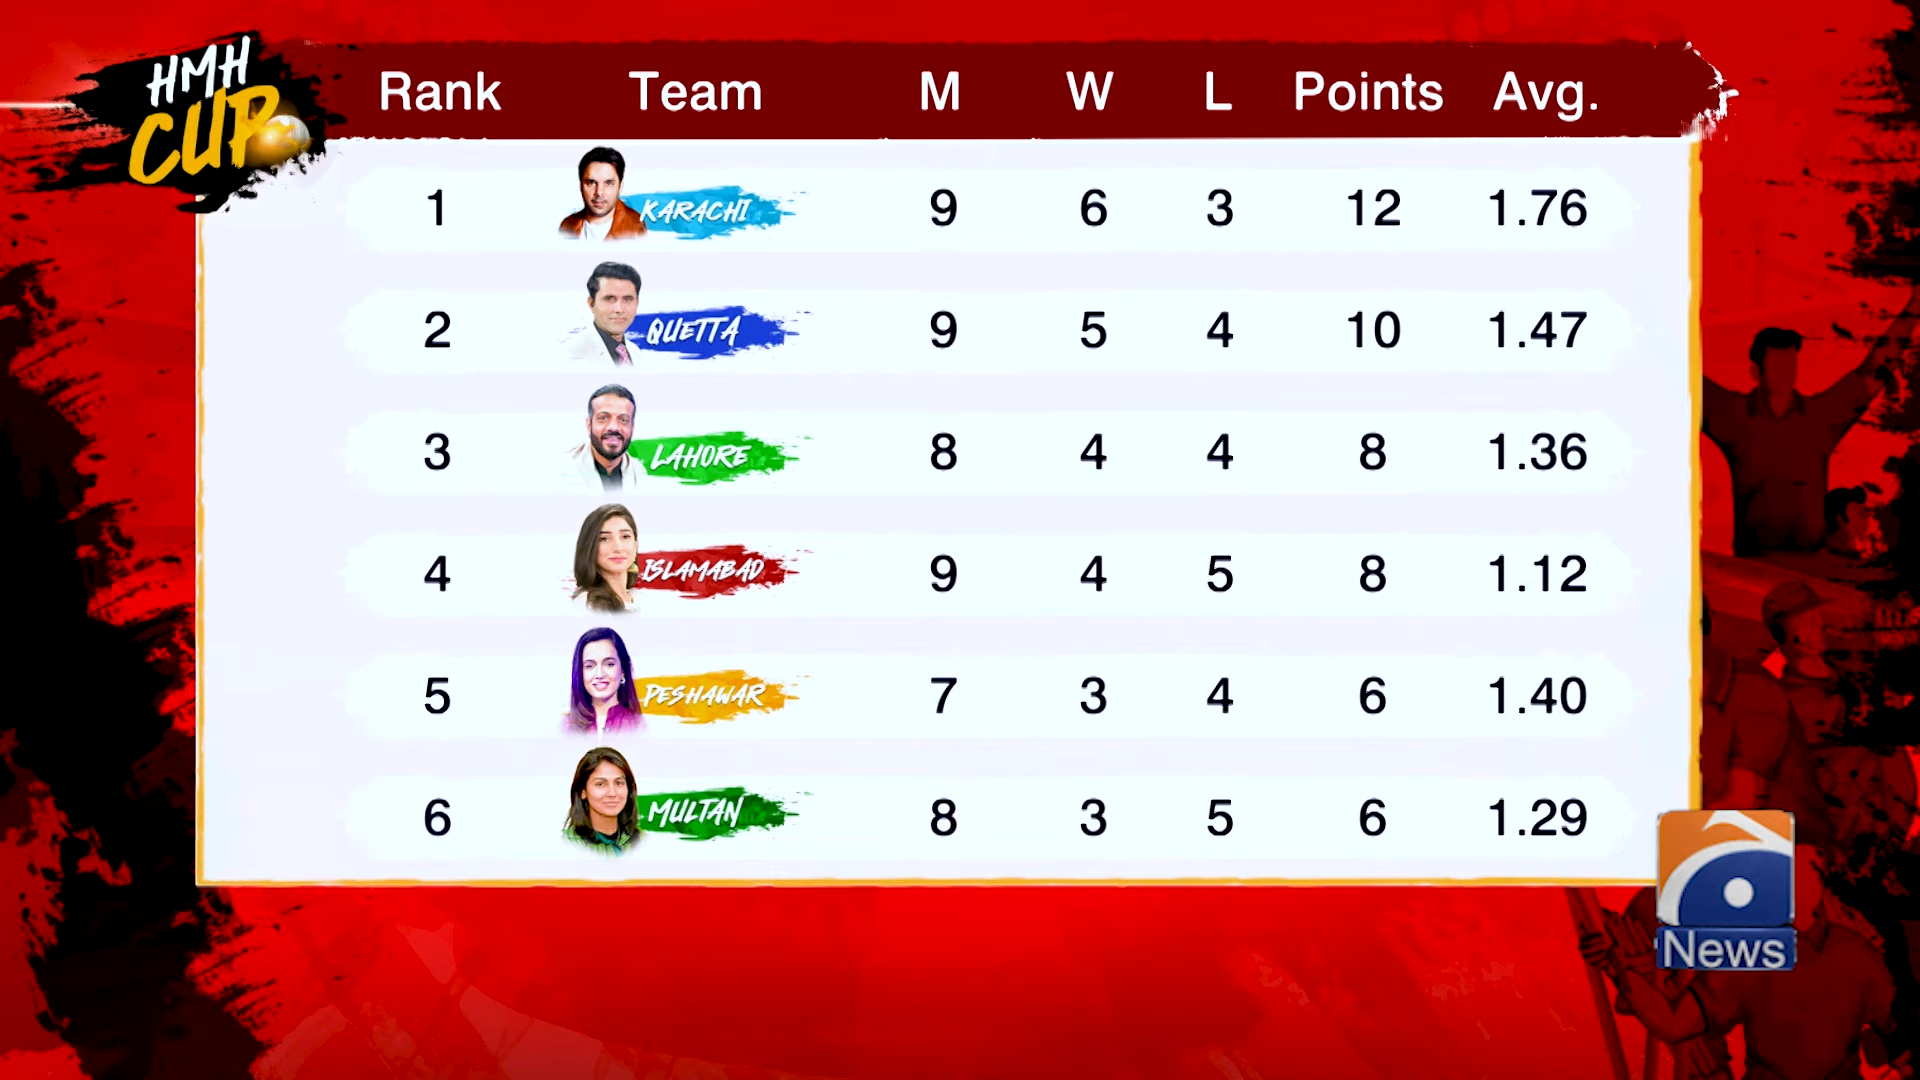 HMH
CUP
Rank Team M W L Points Avg.
1 KARACHI 9 6 3 12 1.76
2 QUETTA 9 5 4 10 1.47
3 LAHORE 8 4 4 8 1.36
4 ISLAMABAD 9 4 5 8 1.12
5 PESHAWAR 7 3 4 6 1.40
6 MULTAN 8 3 5 6 1.29
News